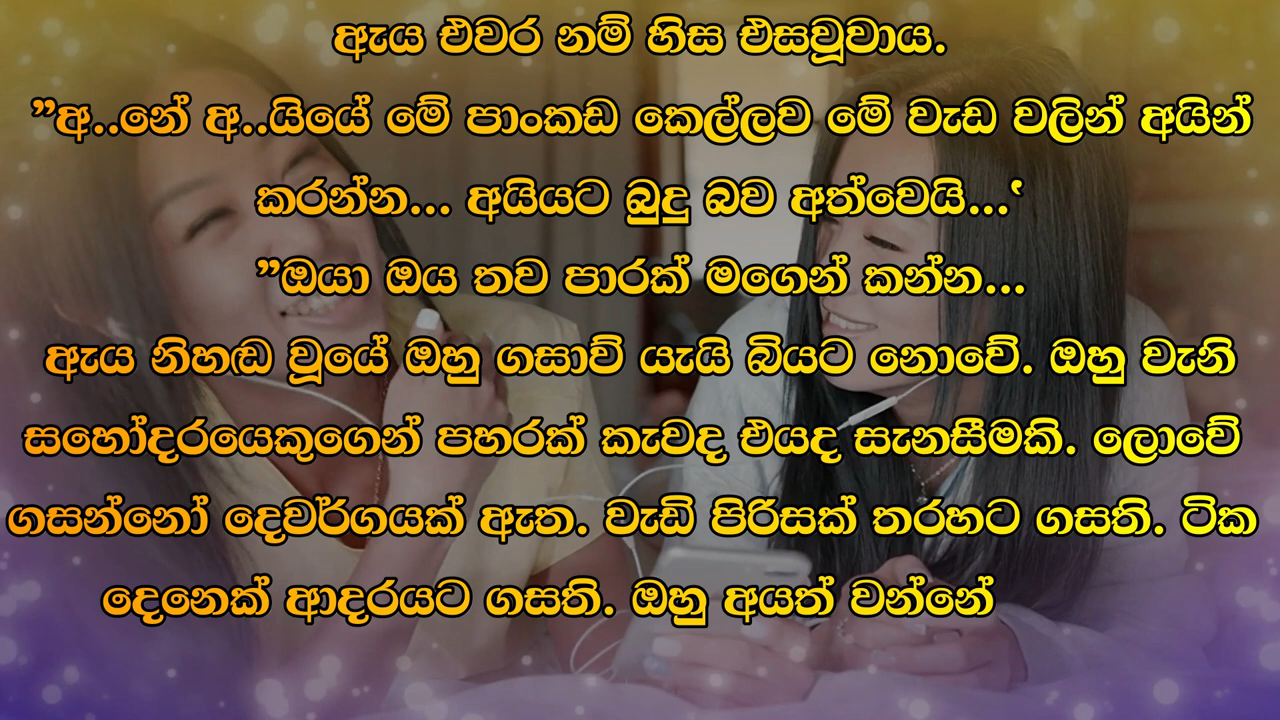 ඇය එවර නම් හිස එසවූවාය.
”අ..නේ අ..යියේ මේ පාංකඩ කෙල්ලව මේ වැඩ වලින් අයින්
කරන්න... අයියට බුදු බව අත්වෙයි...‛
”ඔයා ඔය තව පාරක් මගෙන් කන්න...
ඇය නිහඬ වූයේ ඔහු ගසාවි යැයි බියට නොවේ. ඔහු වැනි
සහෝදරයෙකුගෙන් පහරක් කැවද එයද සැනසීමකි. ලොවේ
ගසන්නෝ දෙවර්ගයක් ඇත. වැඩි පිරිසක් තරහට ගසති. ටික
දෙනෙක් ආදරයට ගසති. ඔහු අයත් වන්නේ